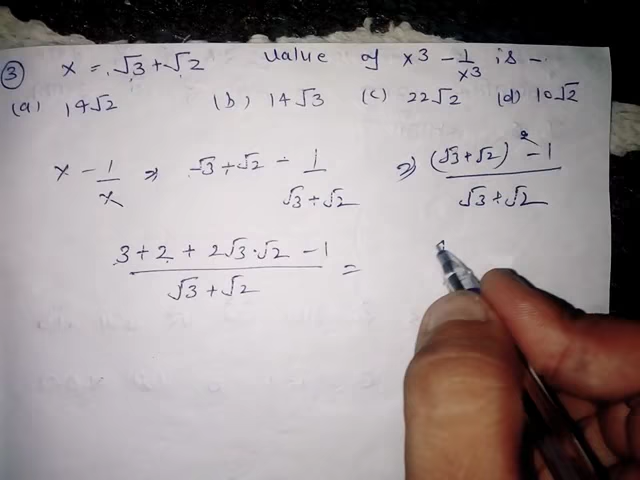 ③ x = √3 + √2 value of x³ - 1/x³ is -
(a) 14√2 (b) 14√3 (c) 22√2 (d) 10√2
x - 1/x ⇒ √3 + √2 - 1/(√3 + √2) ⇒ ((√3 + √2)² - 1)/(√3 + √2)
(3 + 2 + 2√3·√2 - 1)/(√3 + √2) =